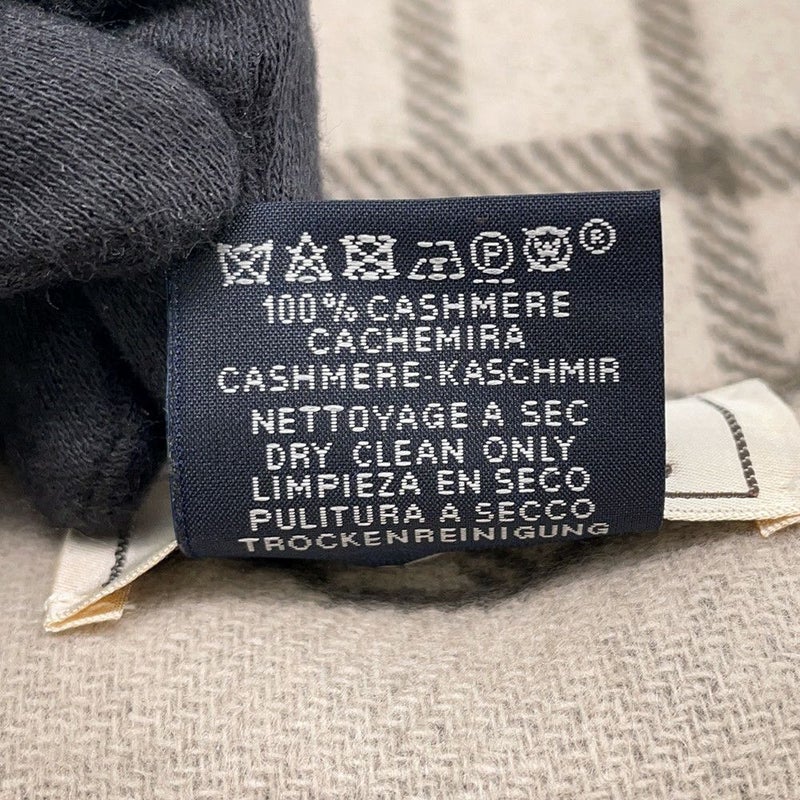 P W ®
100% CASHMERE
CACHEMIRA
CASHMERE-KASCHMIR
NETTOYAGE A SEC
DRY CLEAN ONLY
LIMPIEZA EN SECO
PULITURA A SECCO
TROCKENREINIGUNG